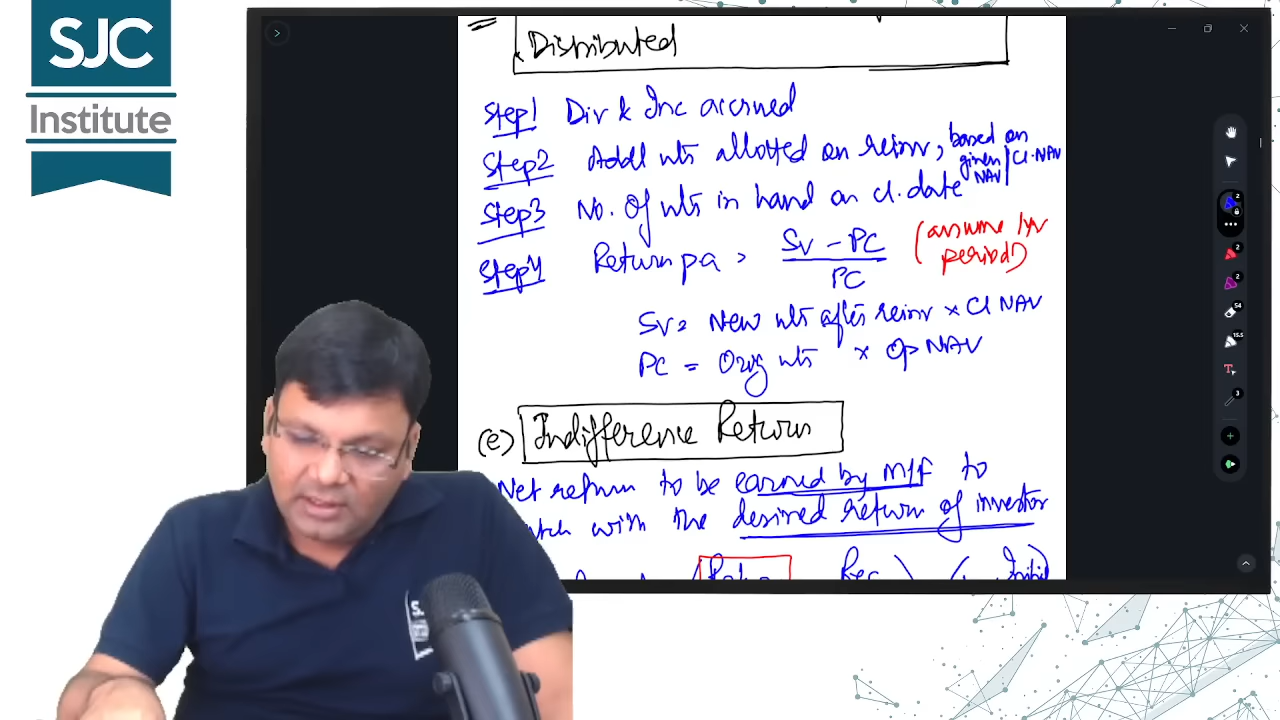 SJC
Institute
Distributed
Step1 Div & Inc accrued
Step2 Addl uts allotted on reinv, based on given NAV / Cl. NAV
Step3 No. of uts in hand on cl. date
Step4 Return pa = SV - PC / PC (assume 1yr period)
SV = New uts after reinv × Cl NAV
PC = Orig uts × Op NAV
(e) Indifference Return
Net return to be earned by M/F to
with the desired return of investor